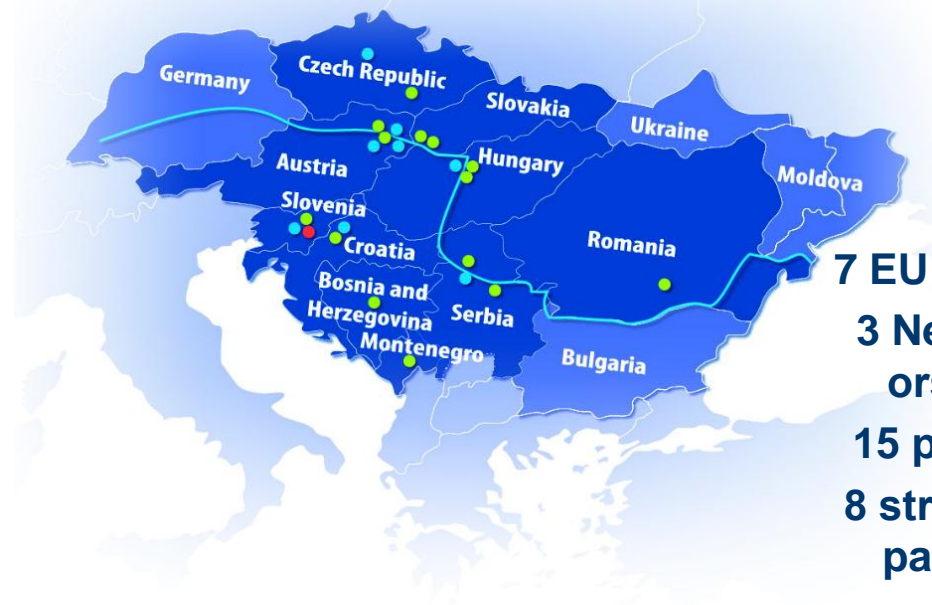 Germany
Czech Republic
Slovakia
Ukraine
Austria
Hungary
Moldova
Slovenia
Croatia
Romania
Bosnia and
Herzegovina
Serbia
Montenegro
Bulgaria
7 EU
3 Ne
ors
15 p
8 str
pa